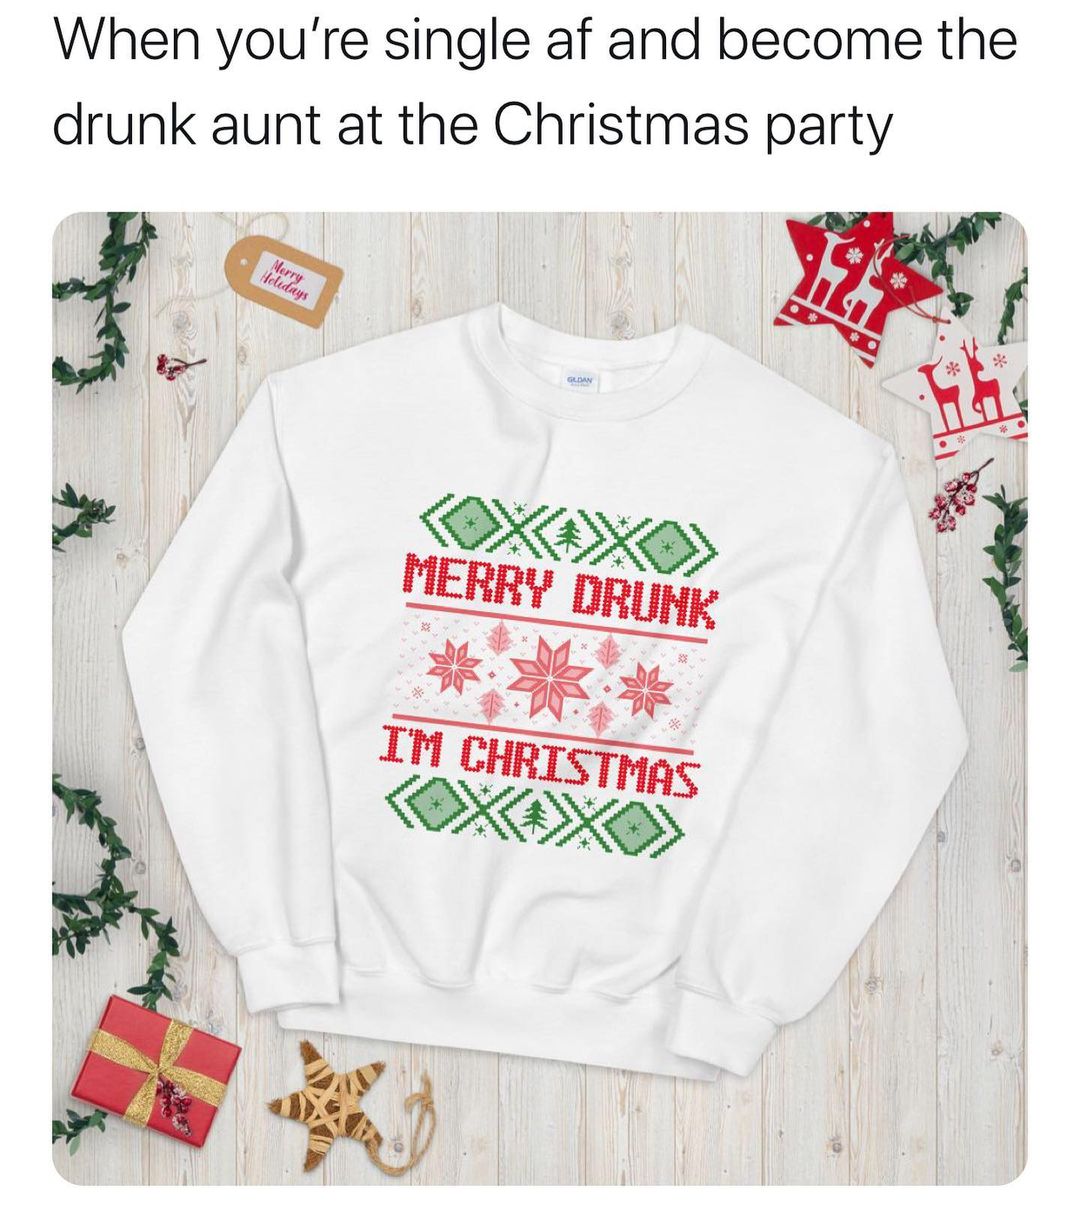 When you’re single af and become the
drunk aunt at the Christmas party
Merry
Holidays
GILDAN
MERRY DRUNK
I'M CHRISTMAS